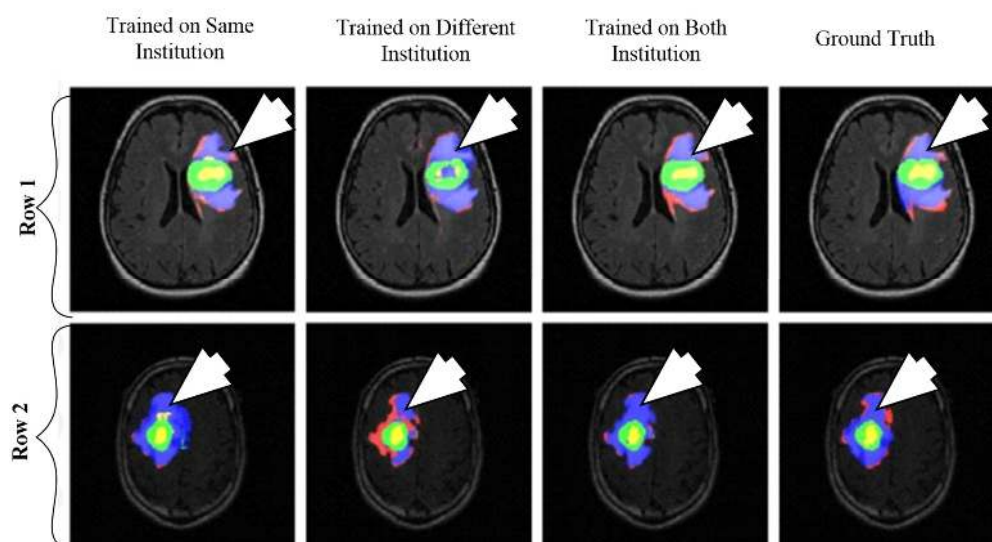 Trained on Same
Institution
Trained on Different
Institution
Trained on Both
Institution
Ground Truth
Row 1
Row 2